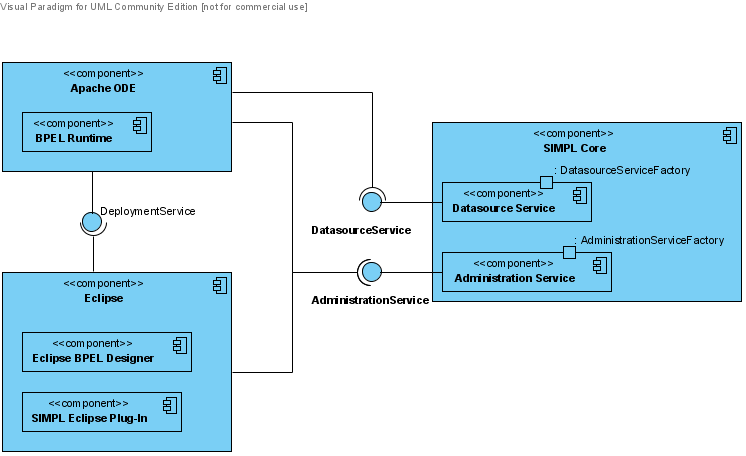 Visual Paradigm for UML Community Edition [not for commercial use]
<<component>>
Apache ODE
<<component>>
BPEL Runtime
<<component>>
SIMPL Core
: DatasourceServiceFactory
<<component>>
Datasource Service
DeploymentService
DatasourceService
: AdministrationServiceFactory
<<component>>
Administration Service
<<component>>
Eclipse
AdministrationService
<<component>>
Eclipse BPEL Designer
<<component>>
SIMPL Eclipse Plug-In